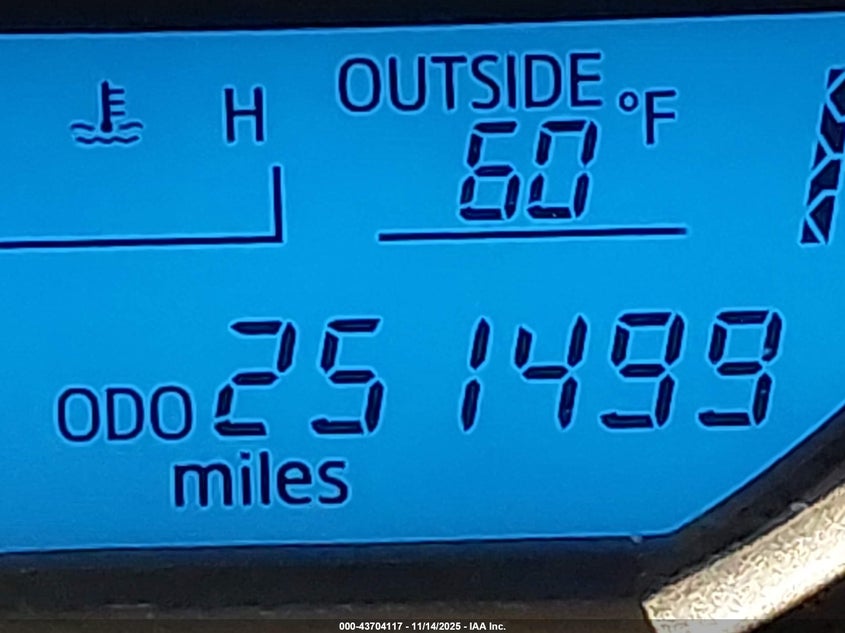 H OUTSIDE °F
60
ODO 251499
miles
000-43704117 - 11/14/2025 - IAA Inc.